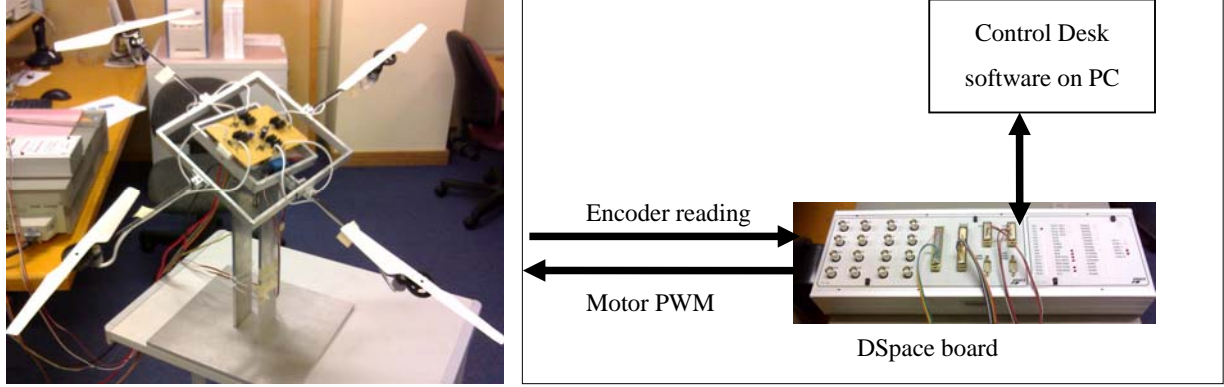 Control Desk
software on PC
Encoder reading
Motor PWM
DSpace board